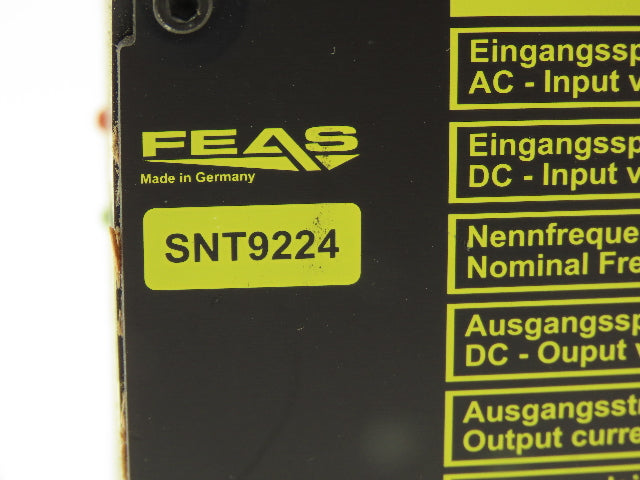 FEAS
Made in Germany
SNT9224
Eingangssp
AC - Input v
Eingangssp
DC - Input v
Nennfreque
Nominal Fre
Ausgangssp
DC - Ouput v
Ausgangsstr
Output curre